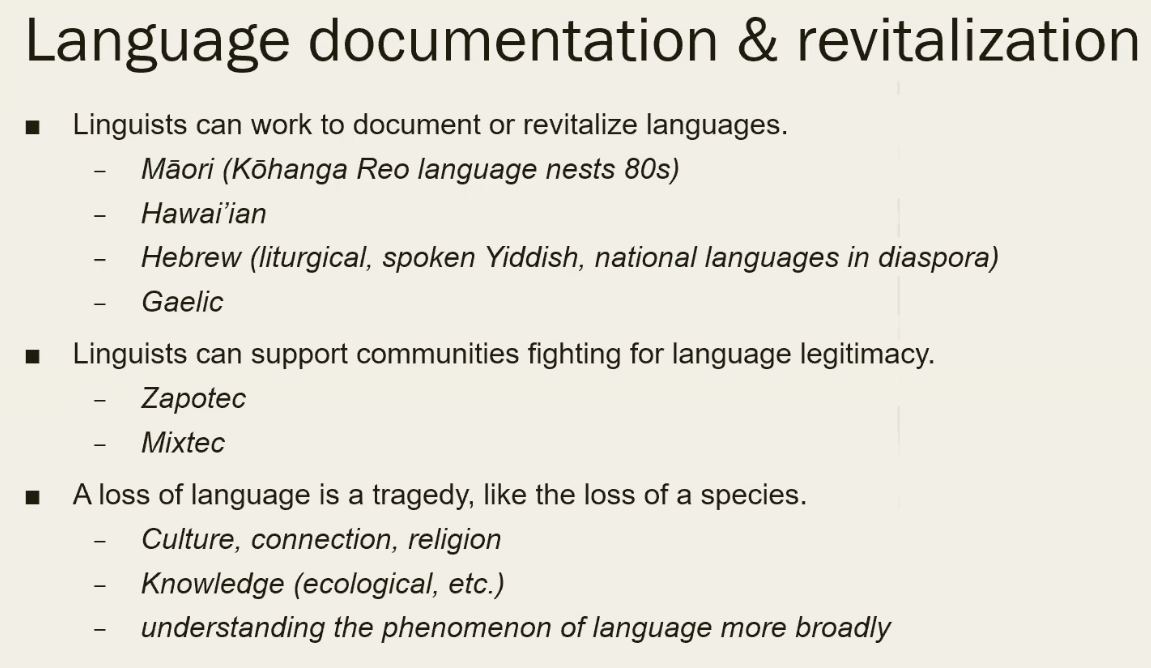 Language documentation & revitalization
■ Linguists can work to document or revitalize languages.
– Māori (Kōhanga Reo language nests 80s)
– Hawai’ian
– Hebrew (liturgical, spoken Yiddish, national languages in diaspora)
– Gaelic
■ Linguists can support communities fighting for language legitimacy.
– Zapotec
– Mixtec
■ A loss of language is a tragedy, like the loss of a species.
– Culture, connection, religion
– Knowledge (ecological, etc.)
– understanding the phenomenon of language more broadly